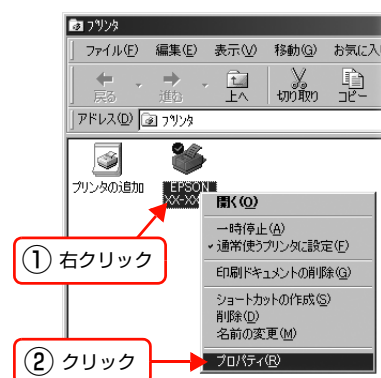 プリンタ
ファイル(F) 編集(E) 表示(V) 移動(G) お気に入
戻る 進む 上へ 切り取り コピー
アドレス(D) プリンタ
プリンタの追加
EPSON
XX-XX
開く(O)
一時停止(A)
通常使うプリンタに設定(F)
印刷ドキュメントの削除(G)
ショートカットの作成(S)
削除(D)
名前の変更(M)
プロパティ(R)
① 右クリック
② クリック